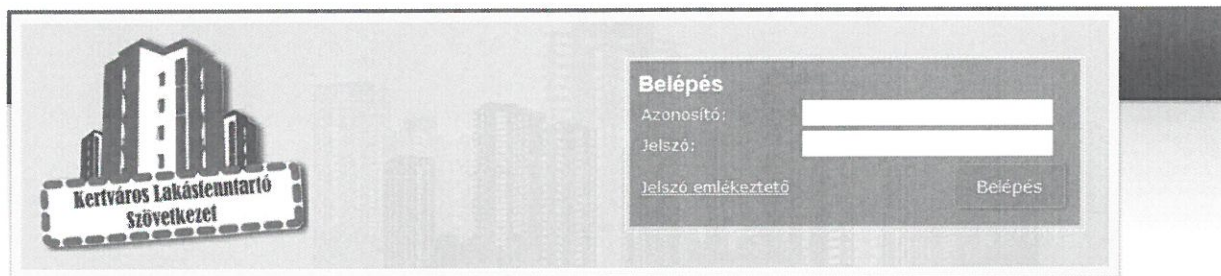 Kertváros Lakásfenntartó
Szövetkezet
Belépés
Azonosító:
Jelszó:
Jelszó emlékeztető
Belépés